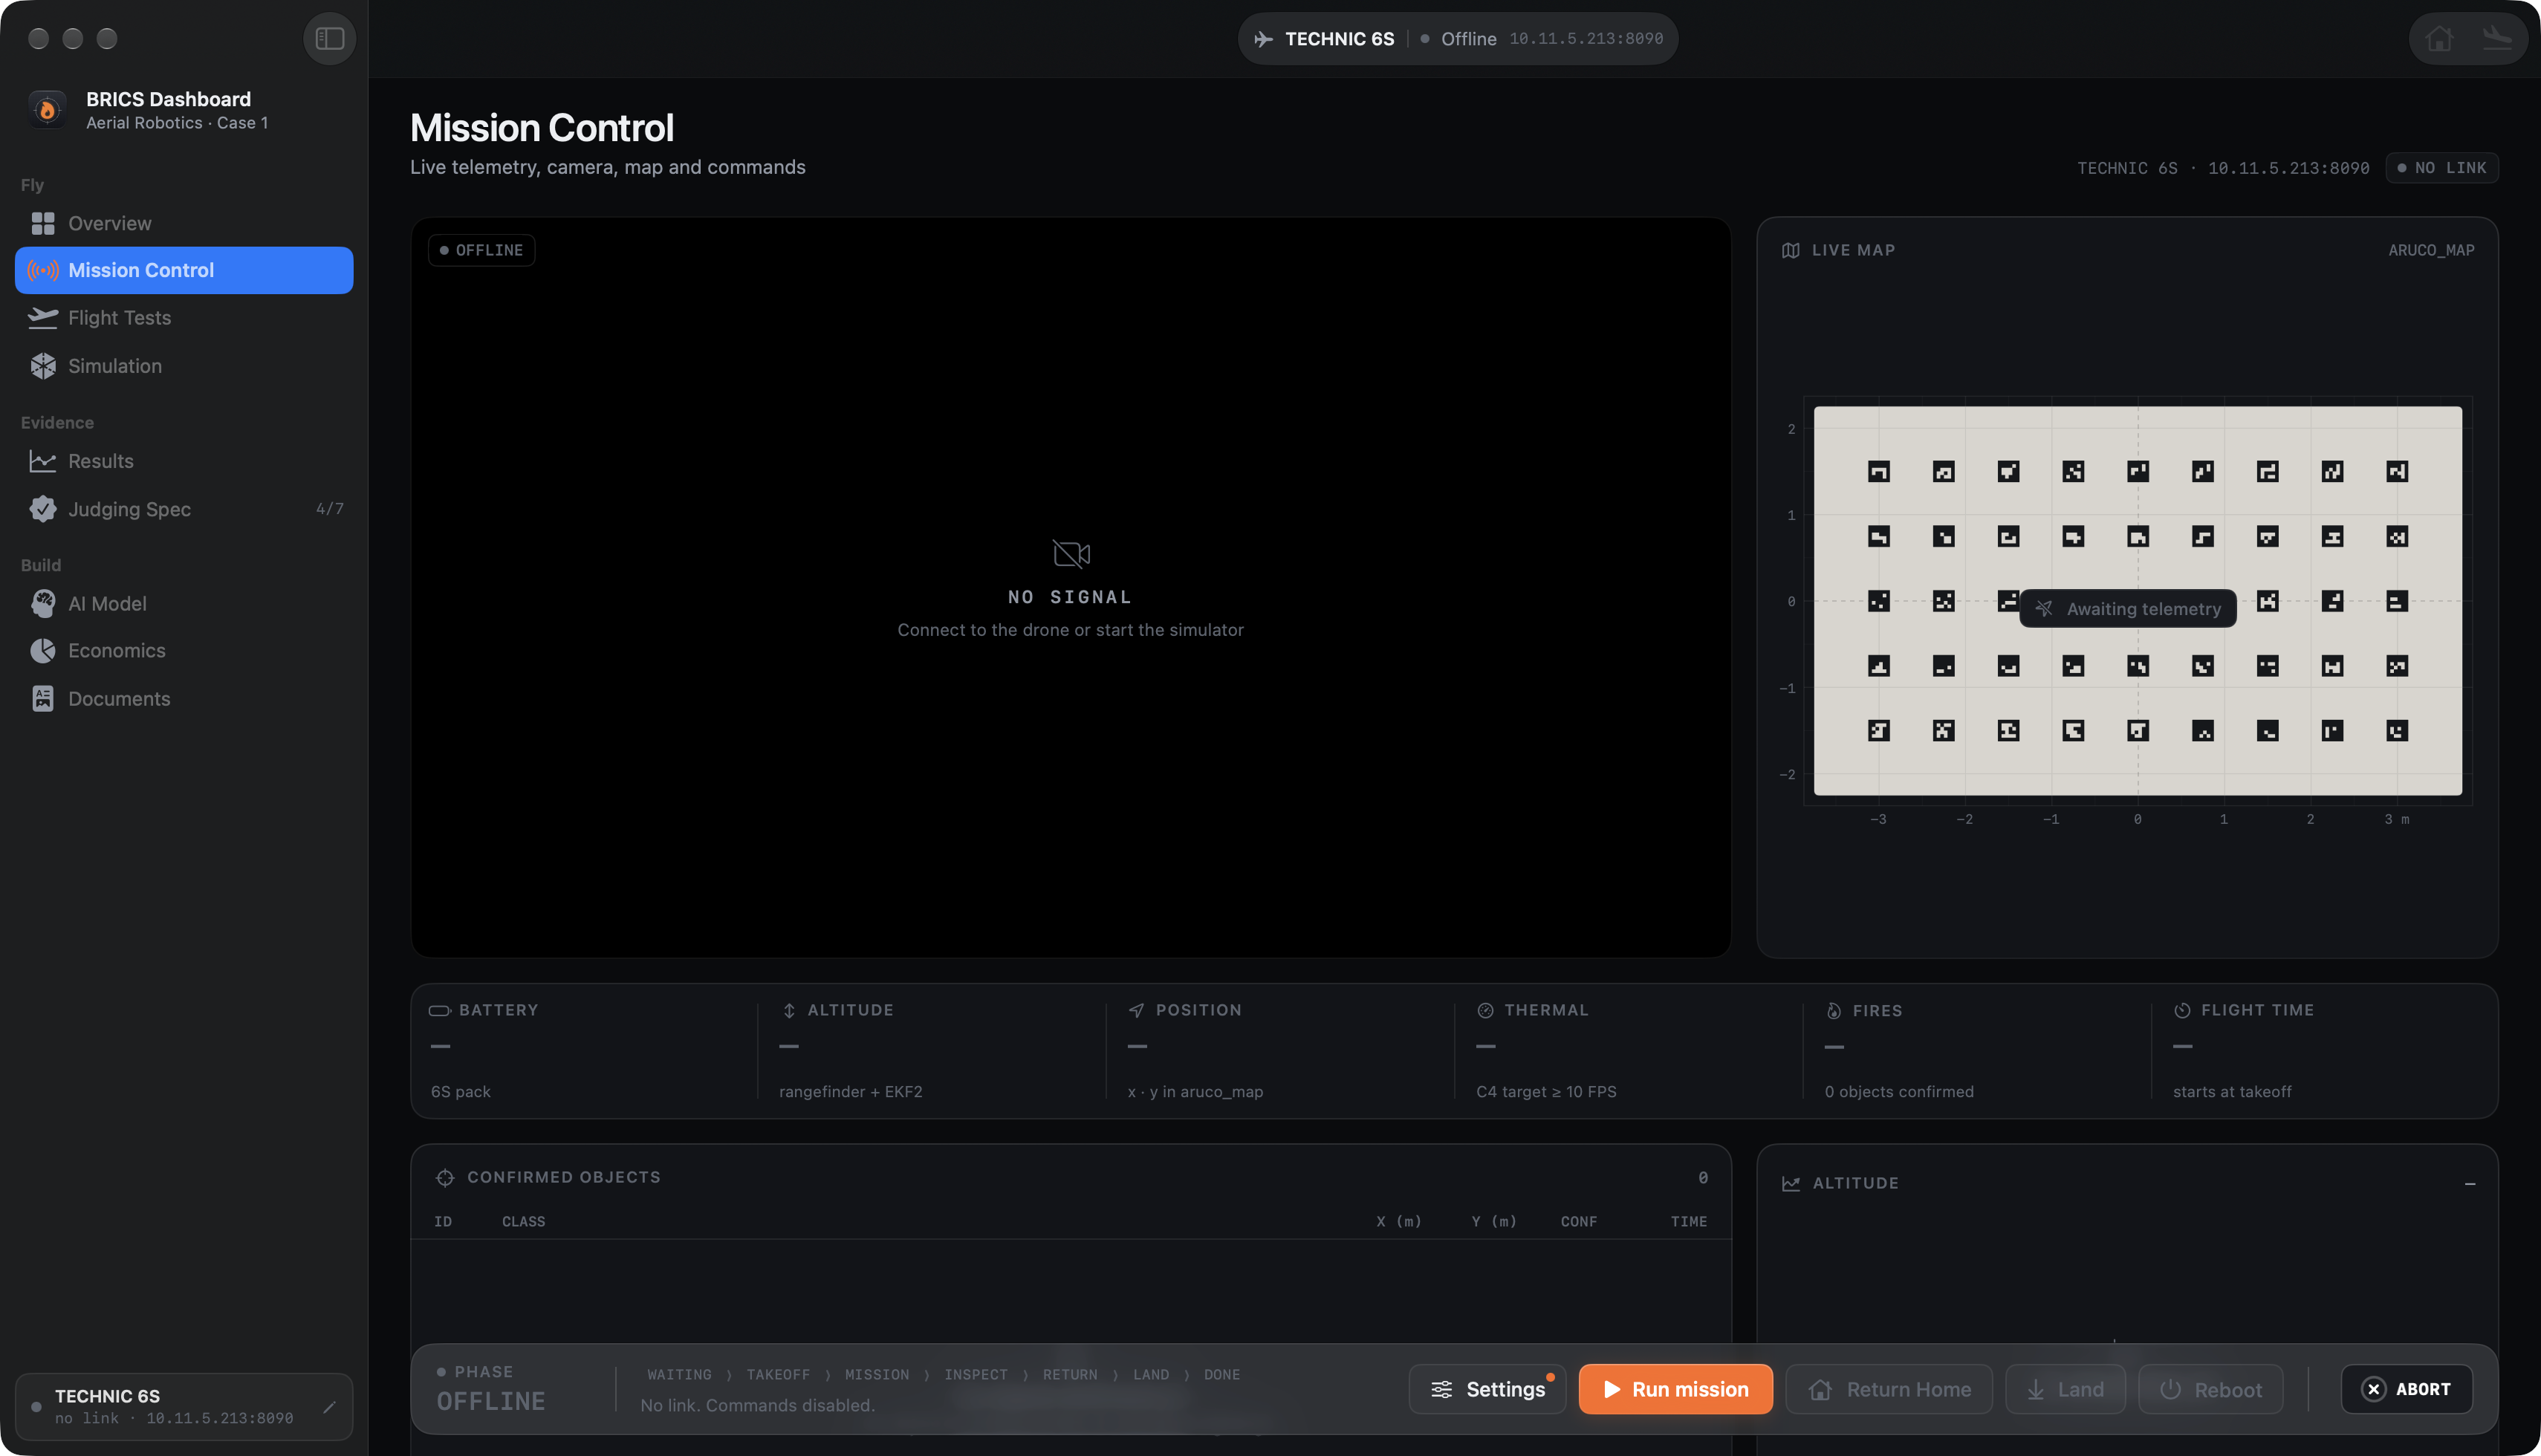 TECHNIC 6S
Offline 10.11.5.213:8090
BRICS Dashboard
Aerial Robotics · Case 1
Fly
Overview
Mission Control
Flight Tests
Simulation
Evidence
Results
Judging Spec 4/7
Build
AI Model
Economics
Documents
TECHNIC 6S
no link · 10.11.5.213:8090
Mission Control
Live telemetry, camera, map and commands
TECHNIC 6S · 10.11.5.213:8090
NO LINK
OFFLINE
NO SIGNAL
Connect to the drone or start the simulator
LIVE MAP
ARUCO_MAP
2
1
0
−1
−2
Awaiting telemetry
−3 −2 −1 0 1 2 3 m
BATTERY
—
6S pack
ALTITUDE
—
rangefinder + EKF2
POSITION
—
x · y in aruco_map
THERMAL
—
C4 target ≥ 10 FPS
FIRES
—
0 objects confirmed
FLIGHT TIME
—
starts at takeoff
CONFIRMED OBJECTS 0
ID CLASS X (m) Y (m) CONF TIME
ALTITUDE —
PHASE
OFFLINE
WAITING › TAKEOFF › MISSION › INSPECT › RETURN › LAND › DONE
No link. Commands disabled.
Settings
Run mission
Return Home
Land
Reboot
ABORT